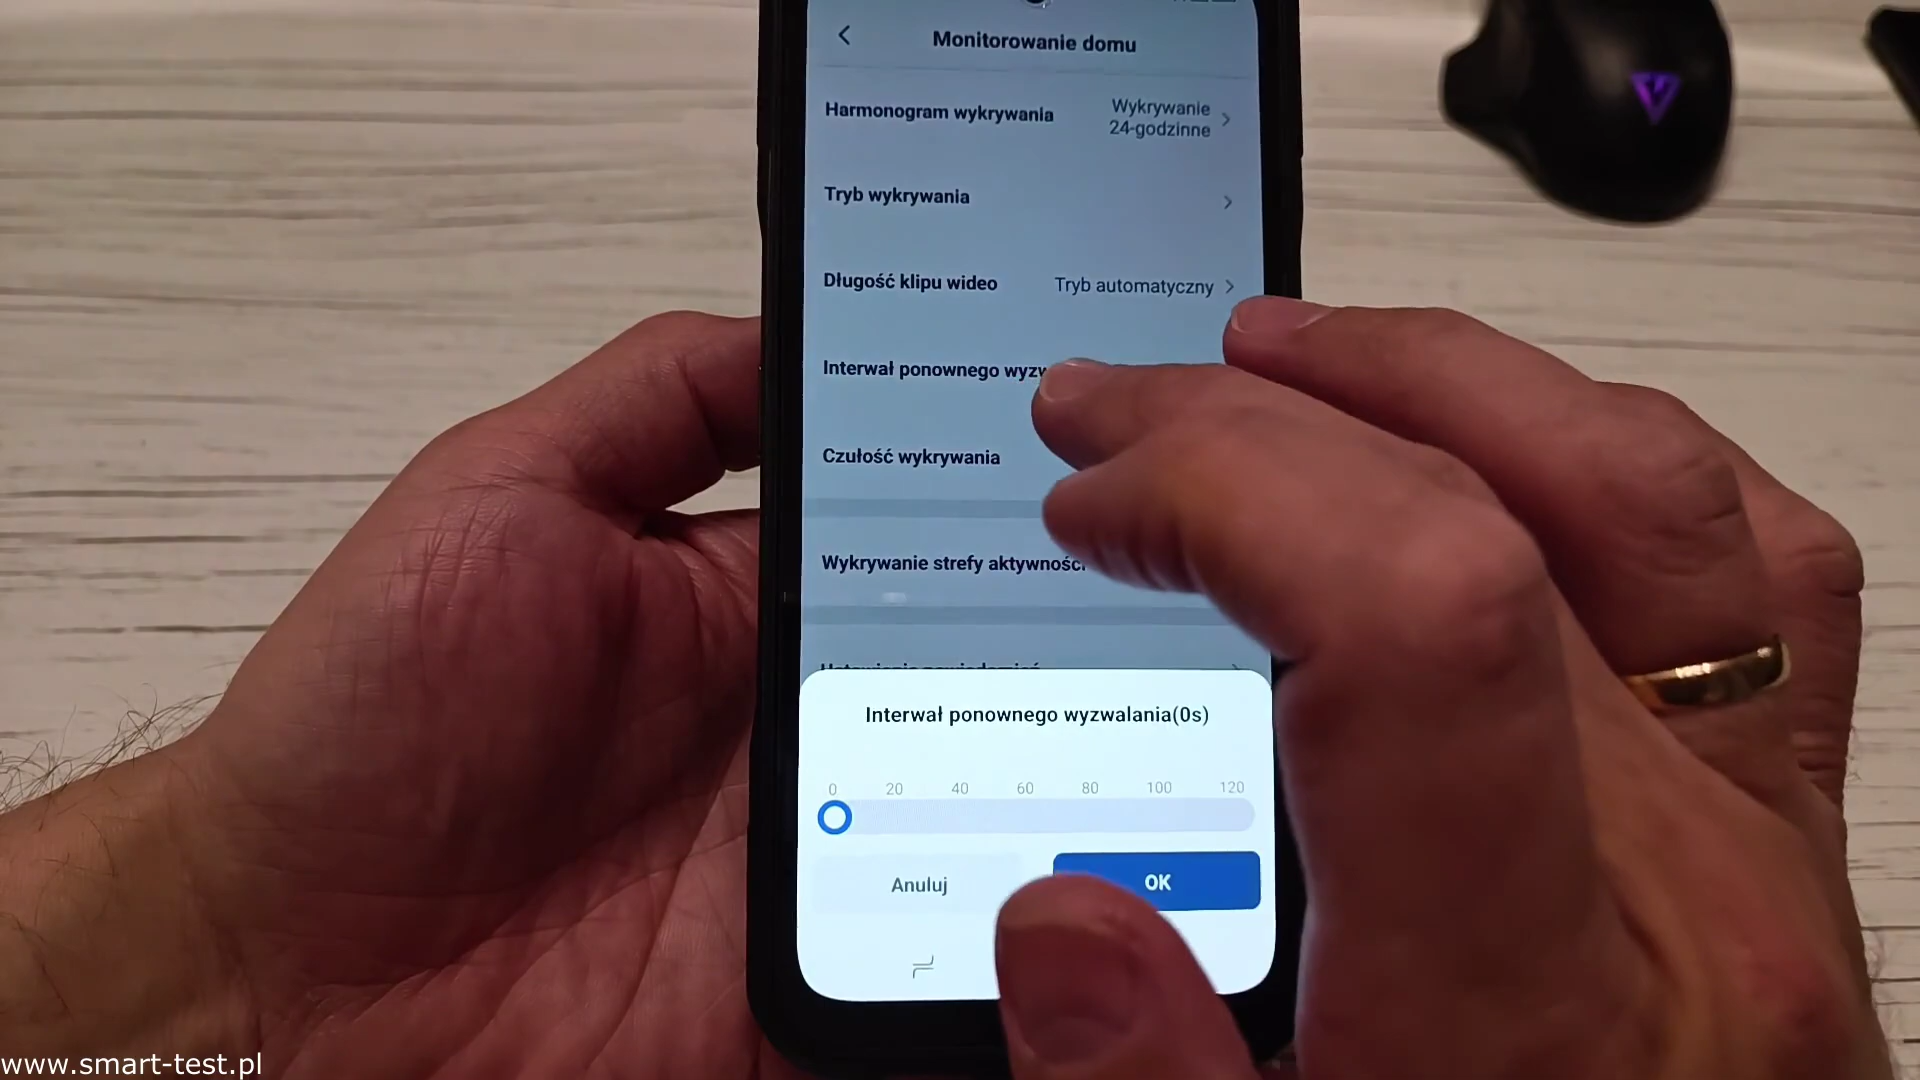 Monitorowanie domu
Harmonogram wykrywania
Wykrywanie
24-godzinne
Tryb wykrywania
Długość klipu wideo
Tryb automatyczny
Interwał ponownego
Czułość wykrywania
Wykrywanie strefy aktywności
Interwał ponownego wyzwalania(0s)
0 20 40 60 80 100 120
Anuluj
OK
www.smart-test.pl